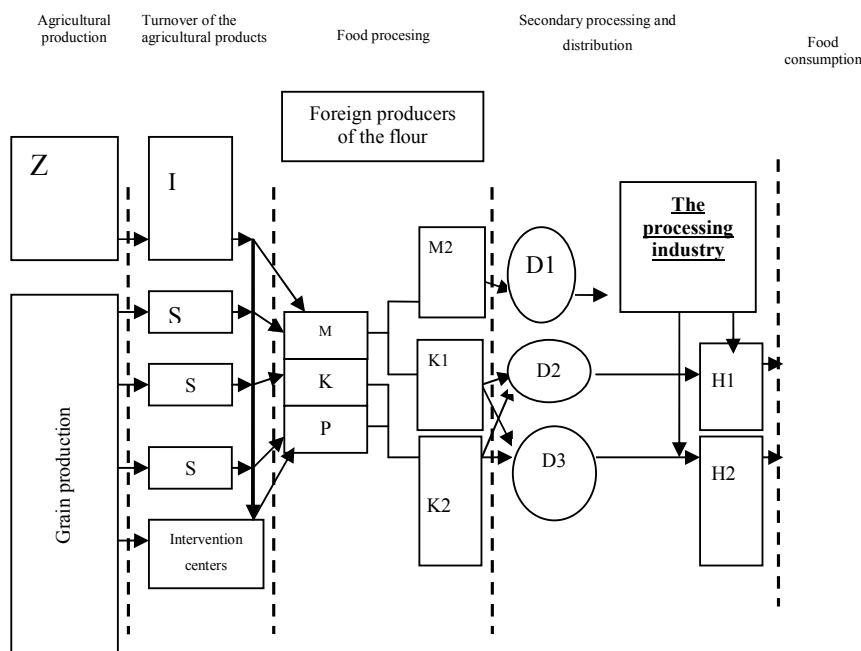 Agricultural
production
Turnover of the
agricultural products
Food procesing
Secondary processing and
distribution
Food
consumption
Foreign producers
of the flour
Z
I
The
processing
industry
M2
D1
S
M
K1
D2
H1
S
K
P
S
D3
H2
K2
Grain production
Intervention
centers